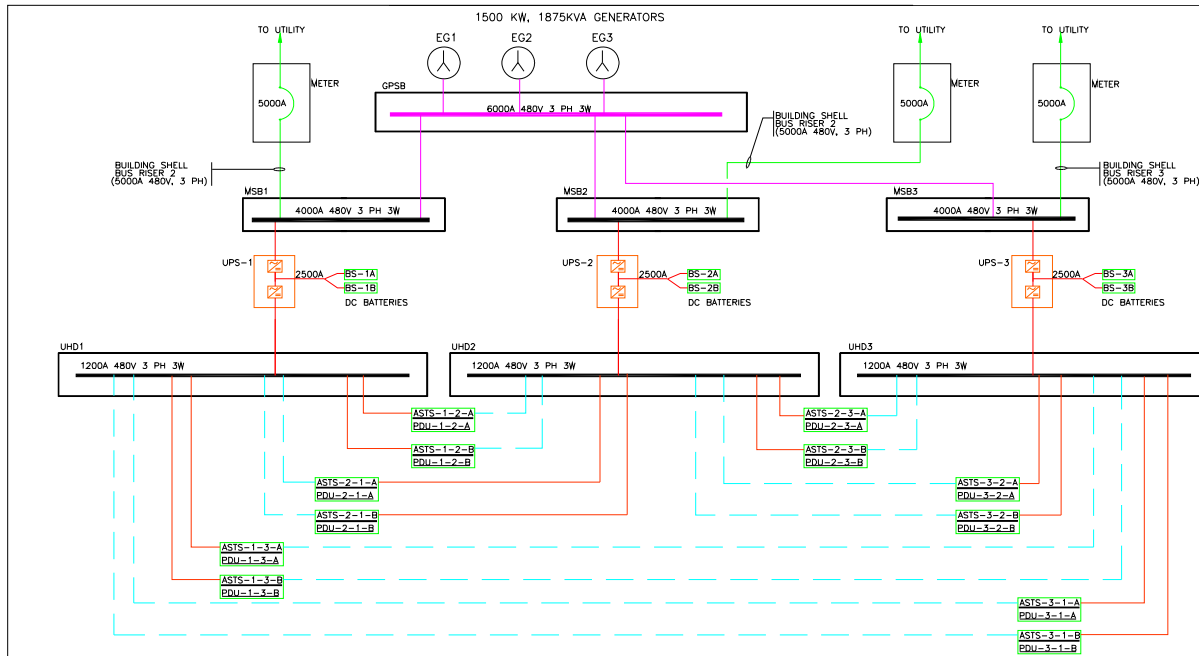 1500 KW, 1875KVA GENERATORS
TO UTILITY
EG1
EG2
EG3
TO UTILITY
TO UTILITY
METER
5000A
GPSB
6000A 480V 3 PH 3W
METER
5000A
METER
5000A
BUILDING SHELL
BUS RISER 2
(5000A 480V, 3 PH)
BUILDING SHELL
BUS RISER 2
(5000A 480V, 3 PH)
BUILDING SHELL
BUS RISER 3
(5000A 480V, 3 PH)
MSB1
4000A 480V 3 PH 3W
MSB2
4000A 480V 3 PH 3W
MSB3
4000A 480V 3 PH 3W
UPS-1
2500A
BS-1A
BS-1B
DC BATTERIES
UPS-2
2500A
BS-2A
BS-2B
DC BATTERIES
UPS-3
2500A
BS-3A
BS-3B
DC BATTERIES
UHD1
1200A 480V 3 PH 3W
UHD2
1200A 480V 3 PH 3W
UHD3
1200A 480V 3 PH 3W
ASTS-1-2-A
PDU-1-2-A
ASTS-2-3-A
PDU-2-3-A
ASTS-1-2-B
PDU-1-2-B
ASTS-2-3-B
PDU-2-3-B
ASTS-2-1-A
PDU-2-1-A
ASTS-3-2-A
PDU-3-2-A
ASTS-2-1-B
PDU-2-1-B
ASTS-3-2-B
PDU-3-2-B
ASTS-1-3-A
PDU-1-3-A
ASTS-1-3-B
PDU-1-3-B
ASTS-3-1-A
PDU-3-1-A
ASTS-3-1-B
PDU-3-1-B